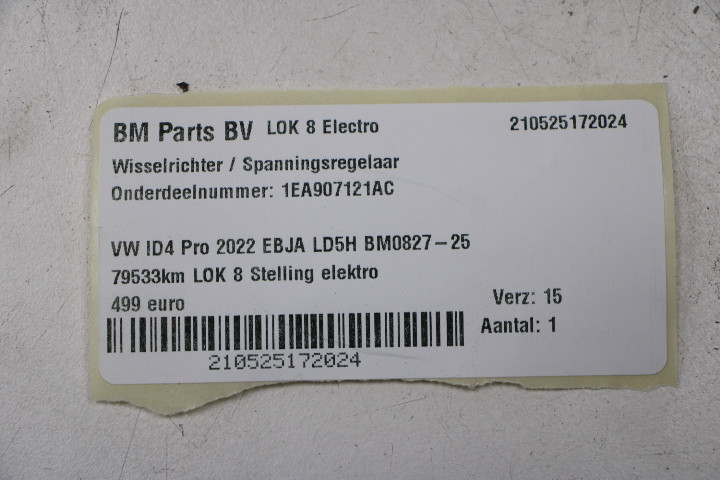 BM Parts BV LOK 8 Electro 210525172024
Wisselrichter / Spanningsregelaar
Onderdeelnummer: 1EA907121AC
VW ID4 Pro 2022 EBJA LD5H BM0827-25
79533km LOK 8 Stelling elektro
499 euro Verz: 15
Aantal: 1
210525172024